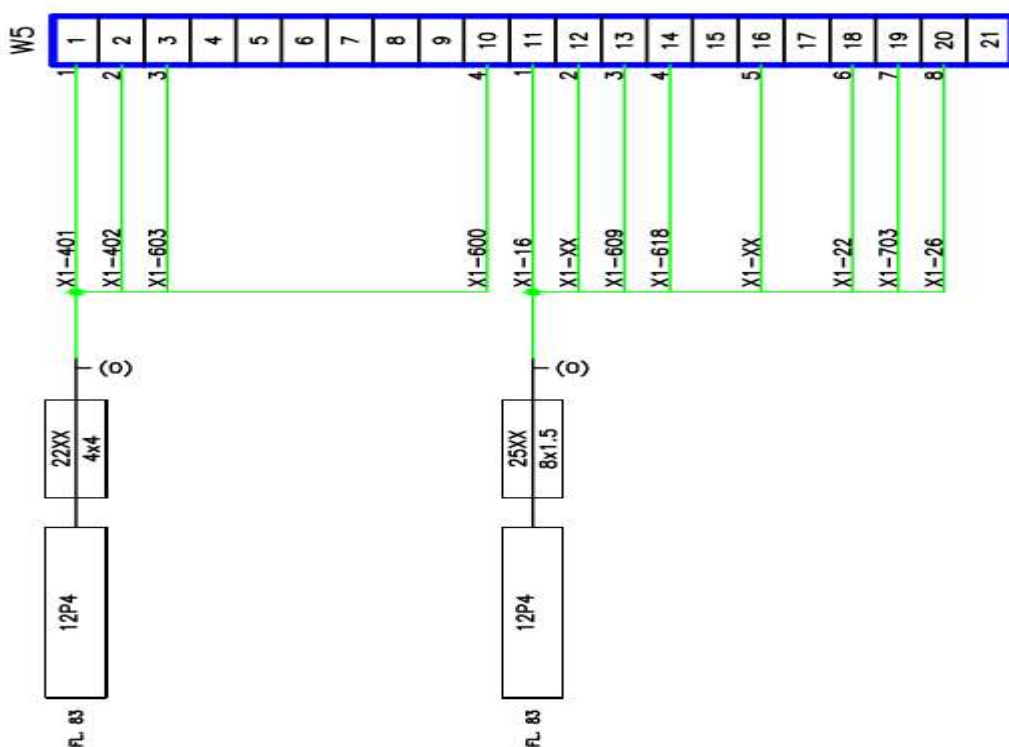 W5
1 2 3 4 5 6 7 8 9 10 11 12 13 14 15 16 17 18 19 20 21
1 2 3 4 1 2 3 4 5 6 7 8
X1-401 X1-402 X1-603 X1-600 X1-16 X1-XX X1-609 X1-618 X1-XX X1-22 X1-703 X1-26
(O) (O)
22XX
4x4
25XX
8x1.5
12P4 12P4
FL. 83 FL. 83